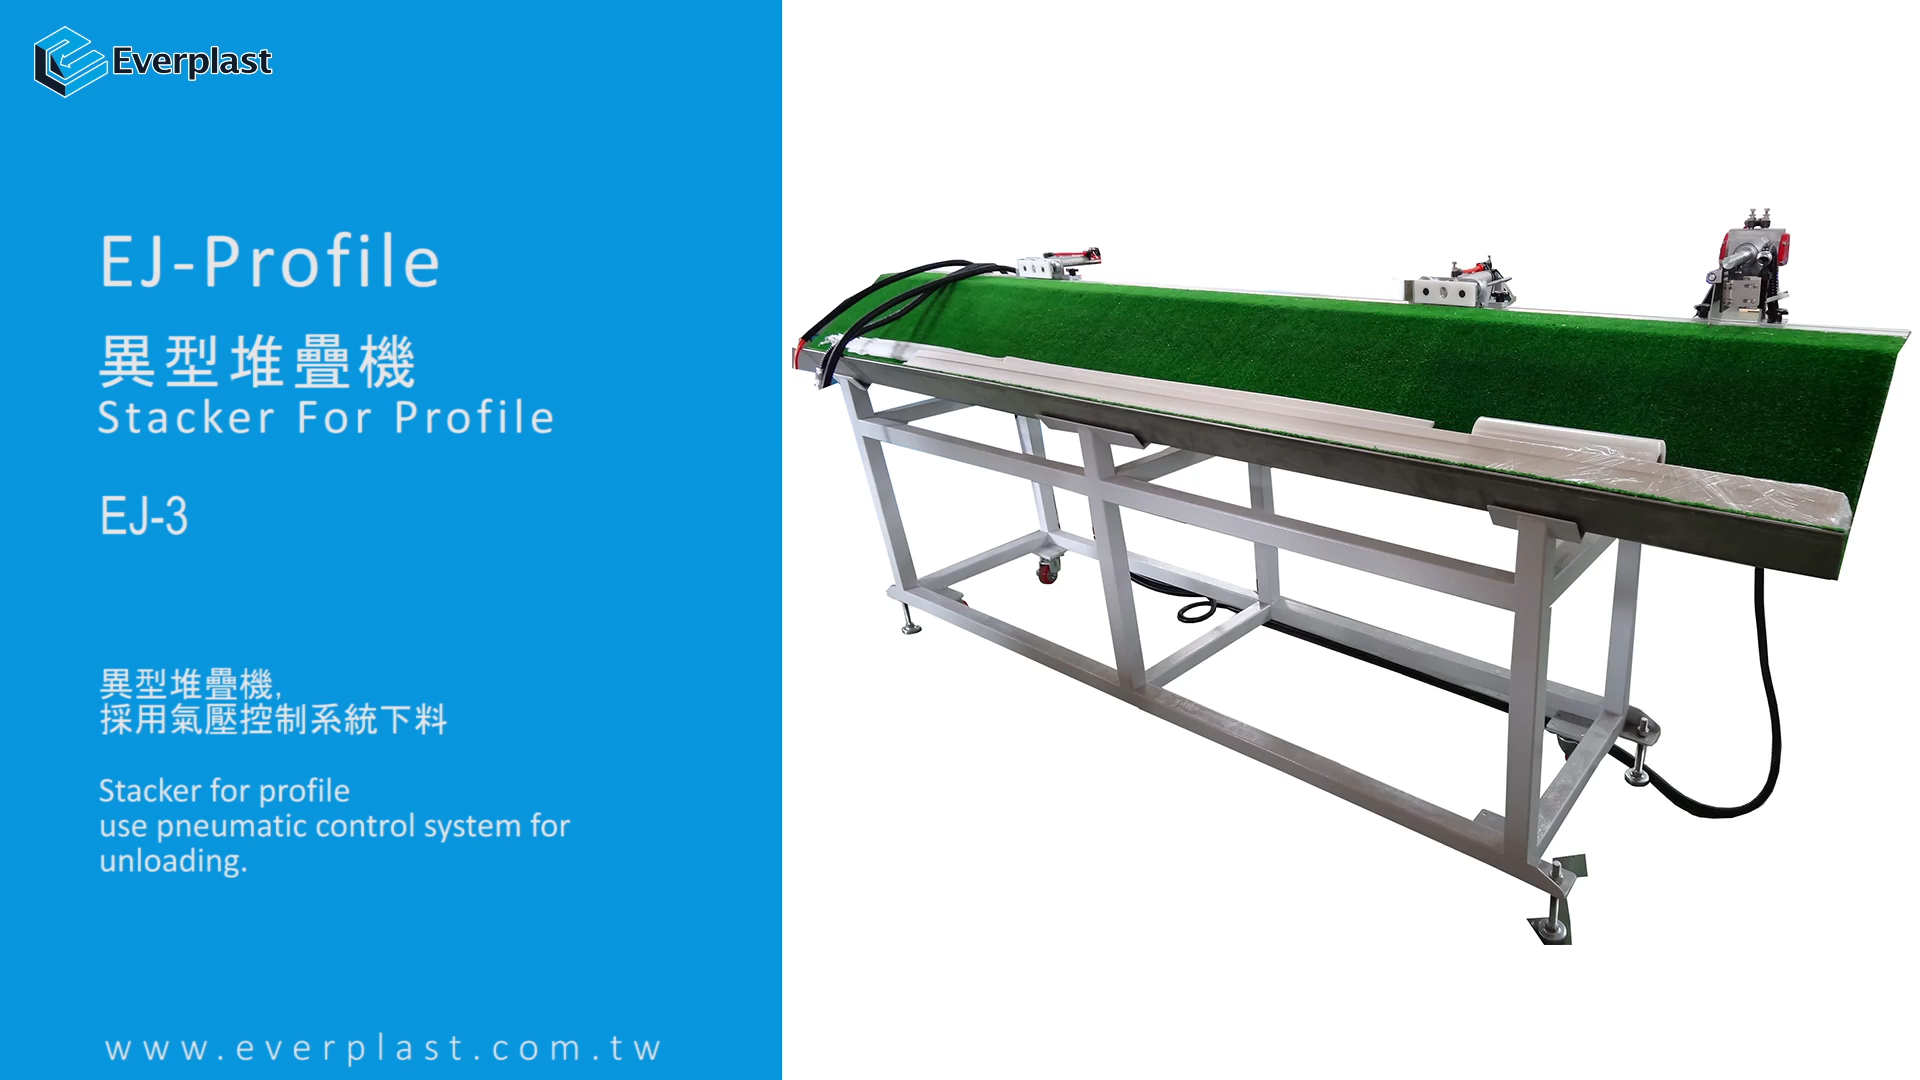 Everplast
EJ-Profile
異型堆疊機
Stacker For Profile
EJ-3
異型堆疊機,
採用氣壓控制系統下料
Stacker for profile
use pneumatic control system for
unloading.
www.everplast.com.tw